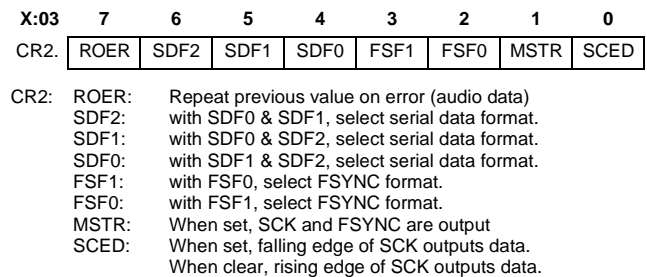 X:03 7 6 5 4 3 2 1 0
CR2. ROER SDF2 SDF1 SDF0 FSF1 FSF0 MSTR SCED
CR2: ROER: Repeat previous value on error (audio data)
SDF2: with SDF0 & SDF1, select serial data format.
SDF1: with SDF0 & SDF2, select serial data format.
SDF0: with SDF1 & SDF2, select serial data format.
FSF1: with FSF0, select FSYNC format.
FSF0: with FSF1, select FSYNC format.
MSTR: When set, SCK and FSYNC are output
SCED: When set, falling edge of SCK outputs data.
When clear, rising edge of SCK outputs data.